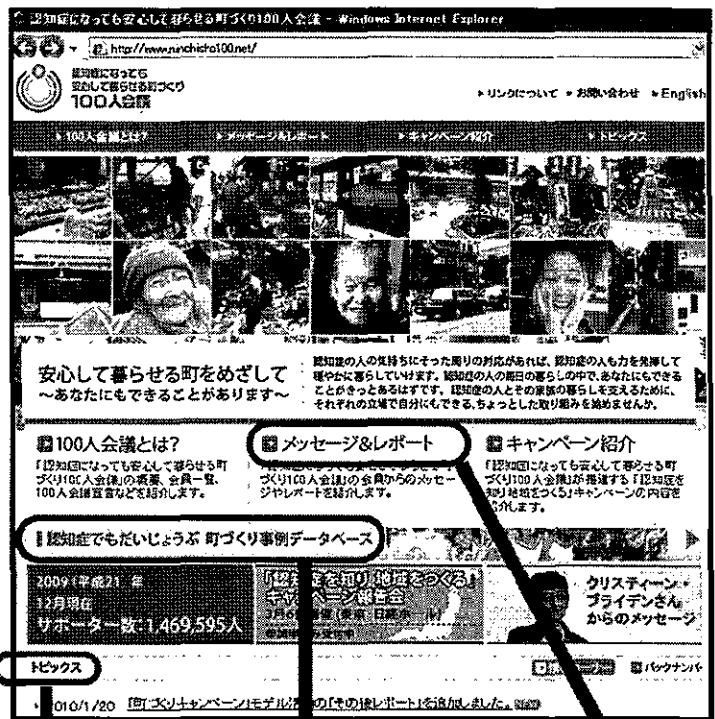 認知症になっても安心して暮らせる町づくり100人会議 - Windows Internet Explorer
http://www.ninchisho100.net/
認知症になっても
安心して暮らせる町づくり
100人会議
リンクについて お問い合わせ English
100人会議とは? メッセージ&レポート キャンペーン紹介 トピックス
安心して暮らせる町をめざして
~あなたにもできることがあります~
認知症の人の気持ちにそった周りの対応があれば、認知症の人も力を発揮して
穏やかに暮らしていけます。認知症の人の毎日の暮らしの中で、あなたにもできる
ことがきっとあるはずです。認知症の人とその家族の暮らしを支えるために、
それぞれの立場で自分にもできる、ちょっとした取り組みを始めませんか。
100人会議とは?
「認知症になっても安心して暮らせる町
づくり100人会議」の概要、会員一覧、
100人会議宣言などを紹介します。
メッセージ&レポート
づくり100人会議」の会員からのメッセー
ジやレポートを紹介します。
キャンペーン紹介
「認知症になっても安心して暮らせる町
づくり100人会議」が推進する「認知症を
知り地域をつくる」キャンペーンの内容を
紹介します。
認知症でもだいじょうぶ 町づくり事例データベース
2009(平成21)年
12月現在
サポーター数:1,469,595人
「認知症を知り 地域をつくる」
キャンペーン報告会
3月6日 開催(東京 日経ホール)
クリスティーン・
ブライデンさん
からのメッセージ
トピックス
バックナンバー
2010/1/20 「町づくりキャンペーン」モデル活動の「その後レポート」を追加しました。